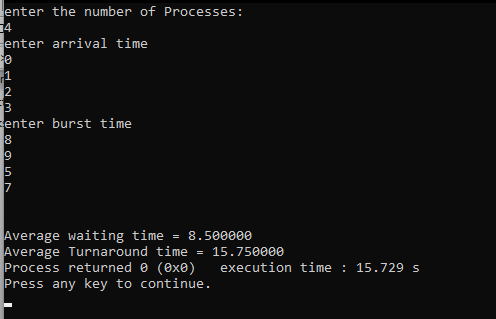 enter the number of Processes:
4
enter arrival time
0
1
2
3
enter burst time
8
9
5
7
Average waiting time = 8.500000
Average Turnaround time = 15.750000
Process returned 0 (0x0)   execution time : 15.729 s
Press any key to continue.